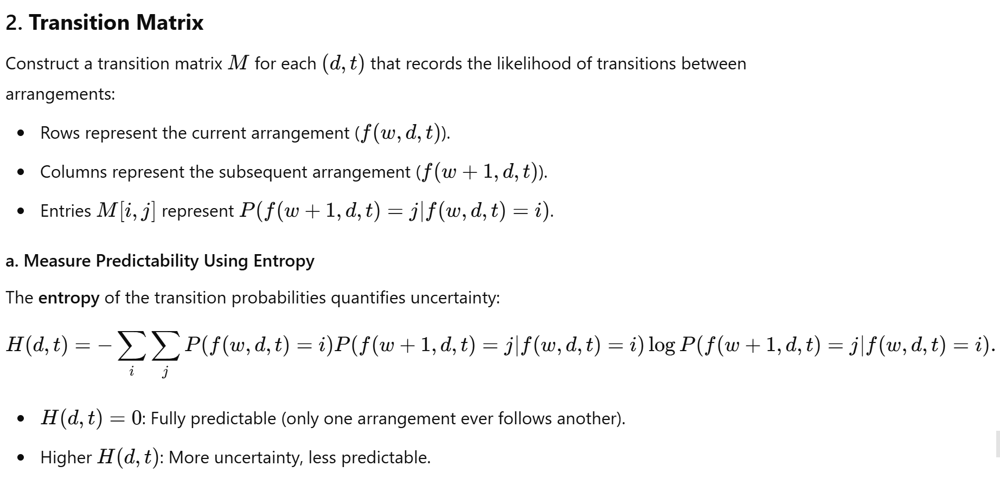 2. Transition Matrix
Construct a transition matrix M for each (d, t) that records the likelihood of transitions between
arrangements:
• Rows represent the current arrangement (f(w, d, t)).
• Columns represent the subsequent arrangement (f(w + 1, d, t)).
• Entries M[i, j] represent P(f(w + 1, d, t) = j|f(w, d, t) = i).
a. Measure Predictability Using Entropy
The entropy of the transition probabilities quantifies uncertainty:
H(d, t) = − ∑_i ∑_j P(f(w, d, t) = i)P(f(w + 1, d, t) = j|f(w, d, t) = i) log P(f(w + 1, d, t) = j|f(w, d, t) = i).
• H(d, t) = 0: Fully predictable (only one arrangement ever follows another).
• Higher H(d, t): More uncertainty, less predictable.